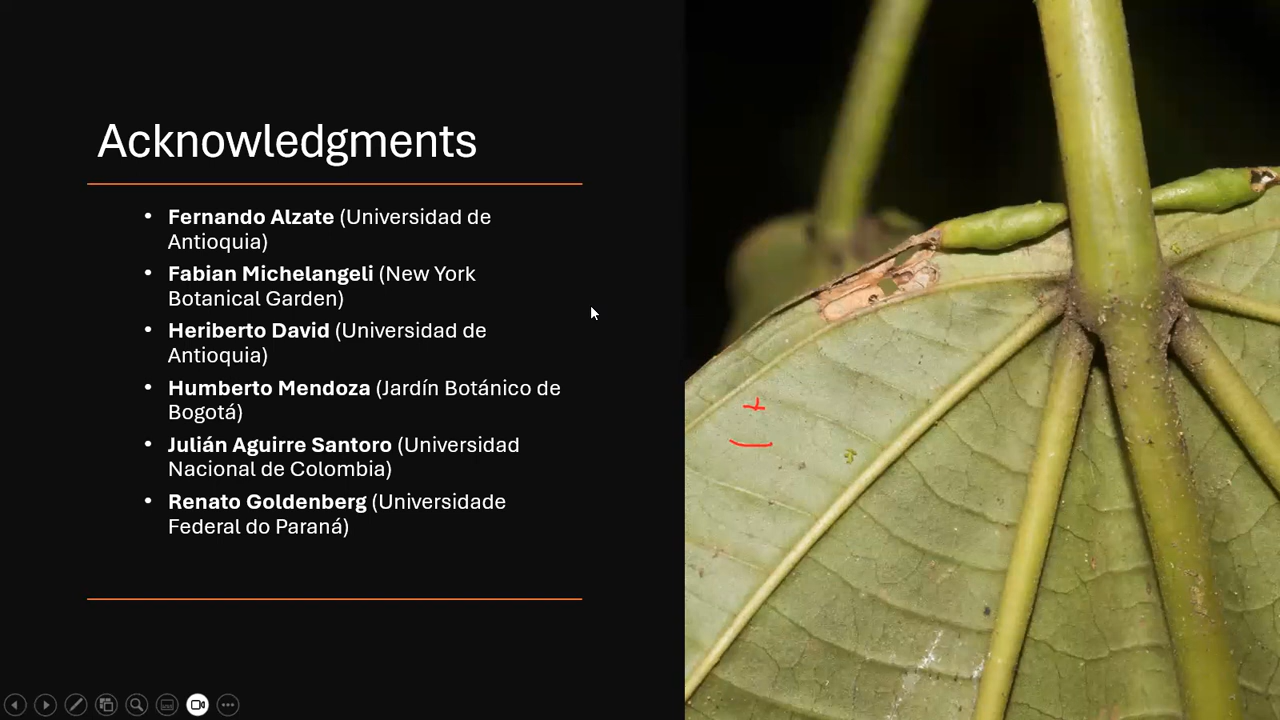 Acknowledgments
• Fernando Alzate (Universidad de
Antioquia)
• Fabian Michelangeli (New York
Botanical Garden)
• Heriberto David (Universidad de
Antioquia)
• Humberto Mendoza (Jardín Botánico de
Bogotá)
• Julián Aguirre Santoro (Universidad
Nacional de Colombia)
• Renato Goldenberg (Universidade
Federal do Paraná)